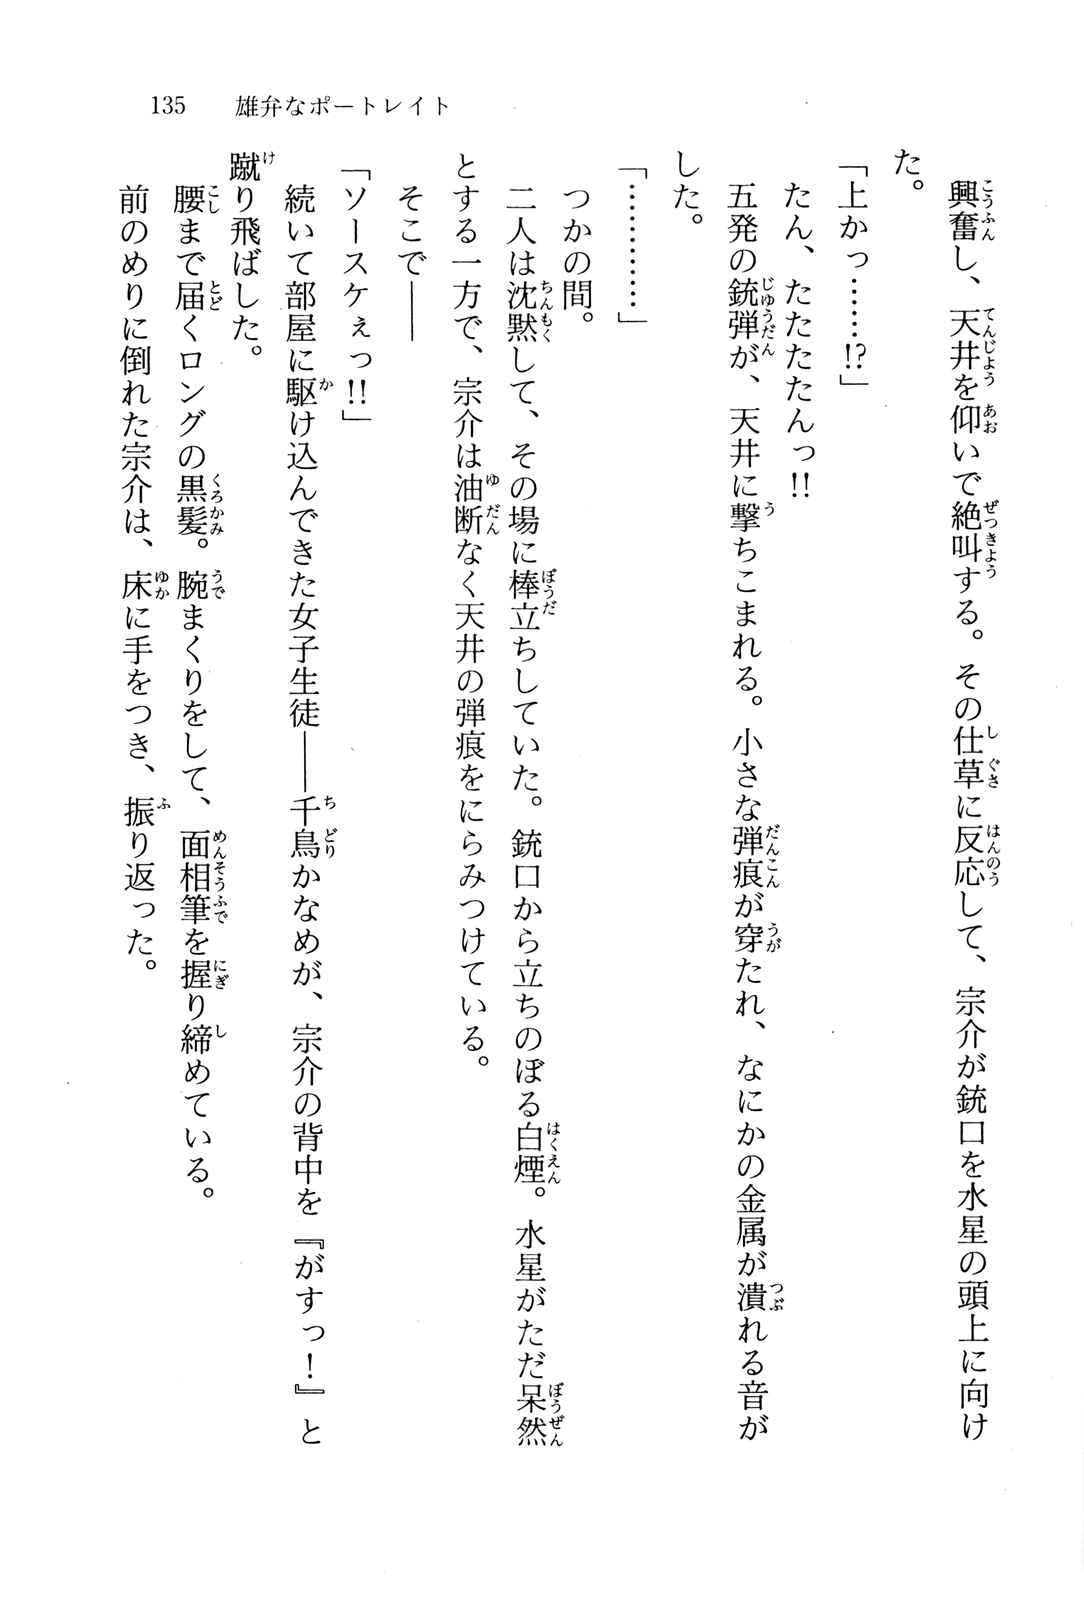 135　雄弁なポートレイト
興奮し、天井を仰いで絶叫する。その仕草に反応して、宗介が銃口を水星の頭上に向け
た。
「上かっ……!?」
たん、たたたたんっ!!
五発の銃弾が、天井に撃ちこまれる。小さな弾痕が穿たれ、なにかの金属が潰れる音が
した。
「…………」
つかの間。
二人は沈黙して、その場に棒立ちしていた。銃口から立ちのぼる白煙。水星がただ呆然
とする一方で、宗介は油断なく天井の弾痕をにらみつけている。
そこで――
「ソースケぇっ!!」
続いて部屋に駆け込んできた女子生徒――千鳥かなめが、宗介の背中を『がすっ！』と
蹴り飛ばした。
腰まで届くロングの黒髪。腕まくりをして、面相筆を握り締めている。
前のめりに倒れた宗介は、床に手をつき、振り返った。